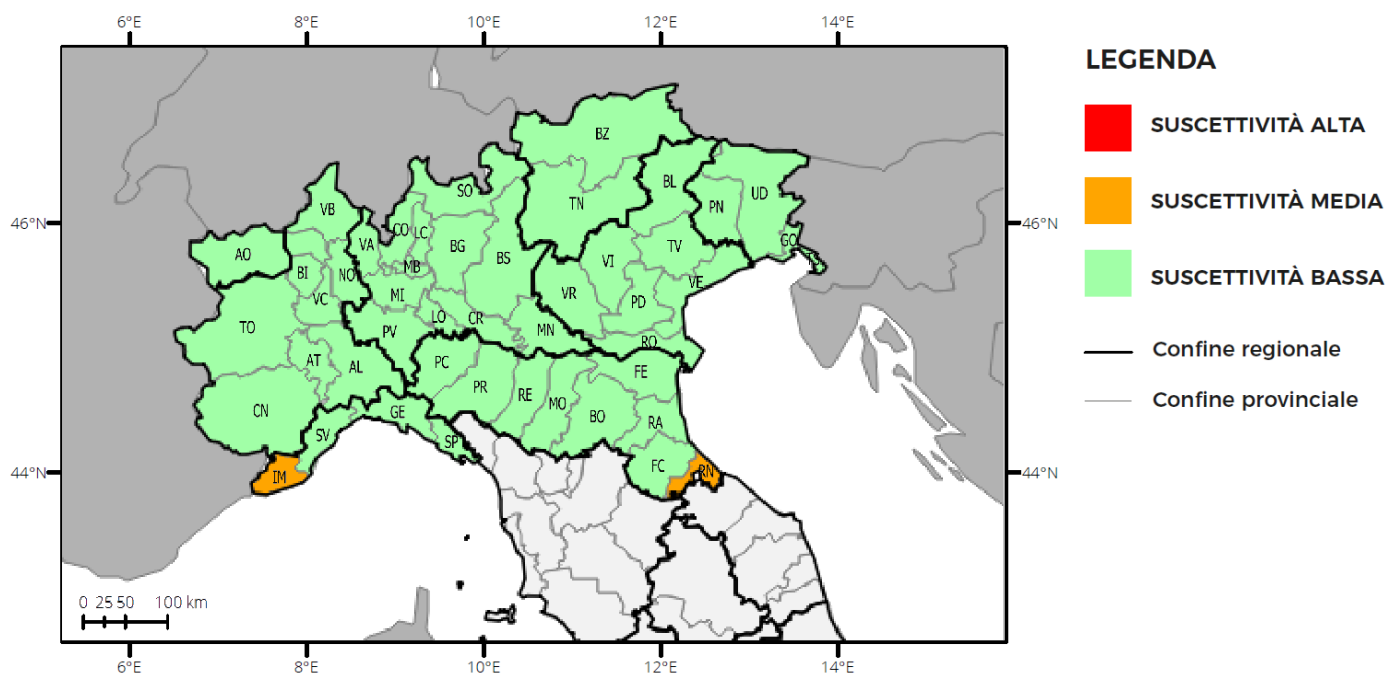 6°E 8°E 10°E 12°E 14°E
LEGENDA
SUSCETTIVITÀ ALTA
SUSCETTIVITÀ MEDIA
SUSCETTIVITÀ BASSA
Confine regionale
Confine provinciale
BZ
BL
SO
UD
TN
PN
VB
46°N
46°N
CO
LC
GO
VA
BG
TV
AO
BS
VI
MB
BI
NO
VE
VR
MI
VC
PD
LO
CR
TO
PV
MN
RO
AT
AL
PC
FE
PR
RE
MO
CN
GE
BO
RA
SV
SP
FC
RN
44°N
44°N
IM
0 25 50 100 km
6°E 8°E 10°E 12°E 14°E